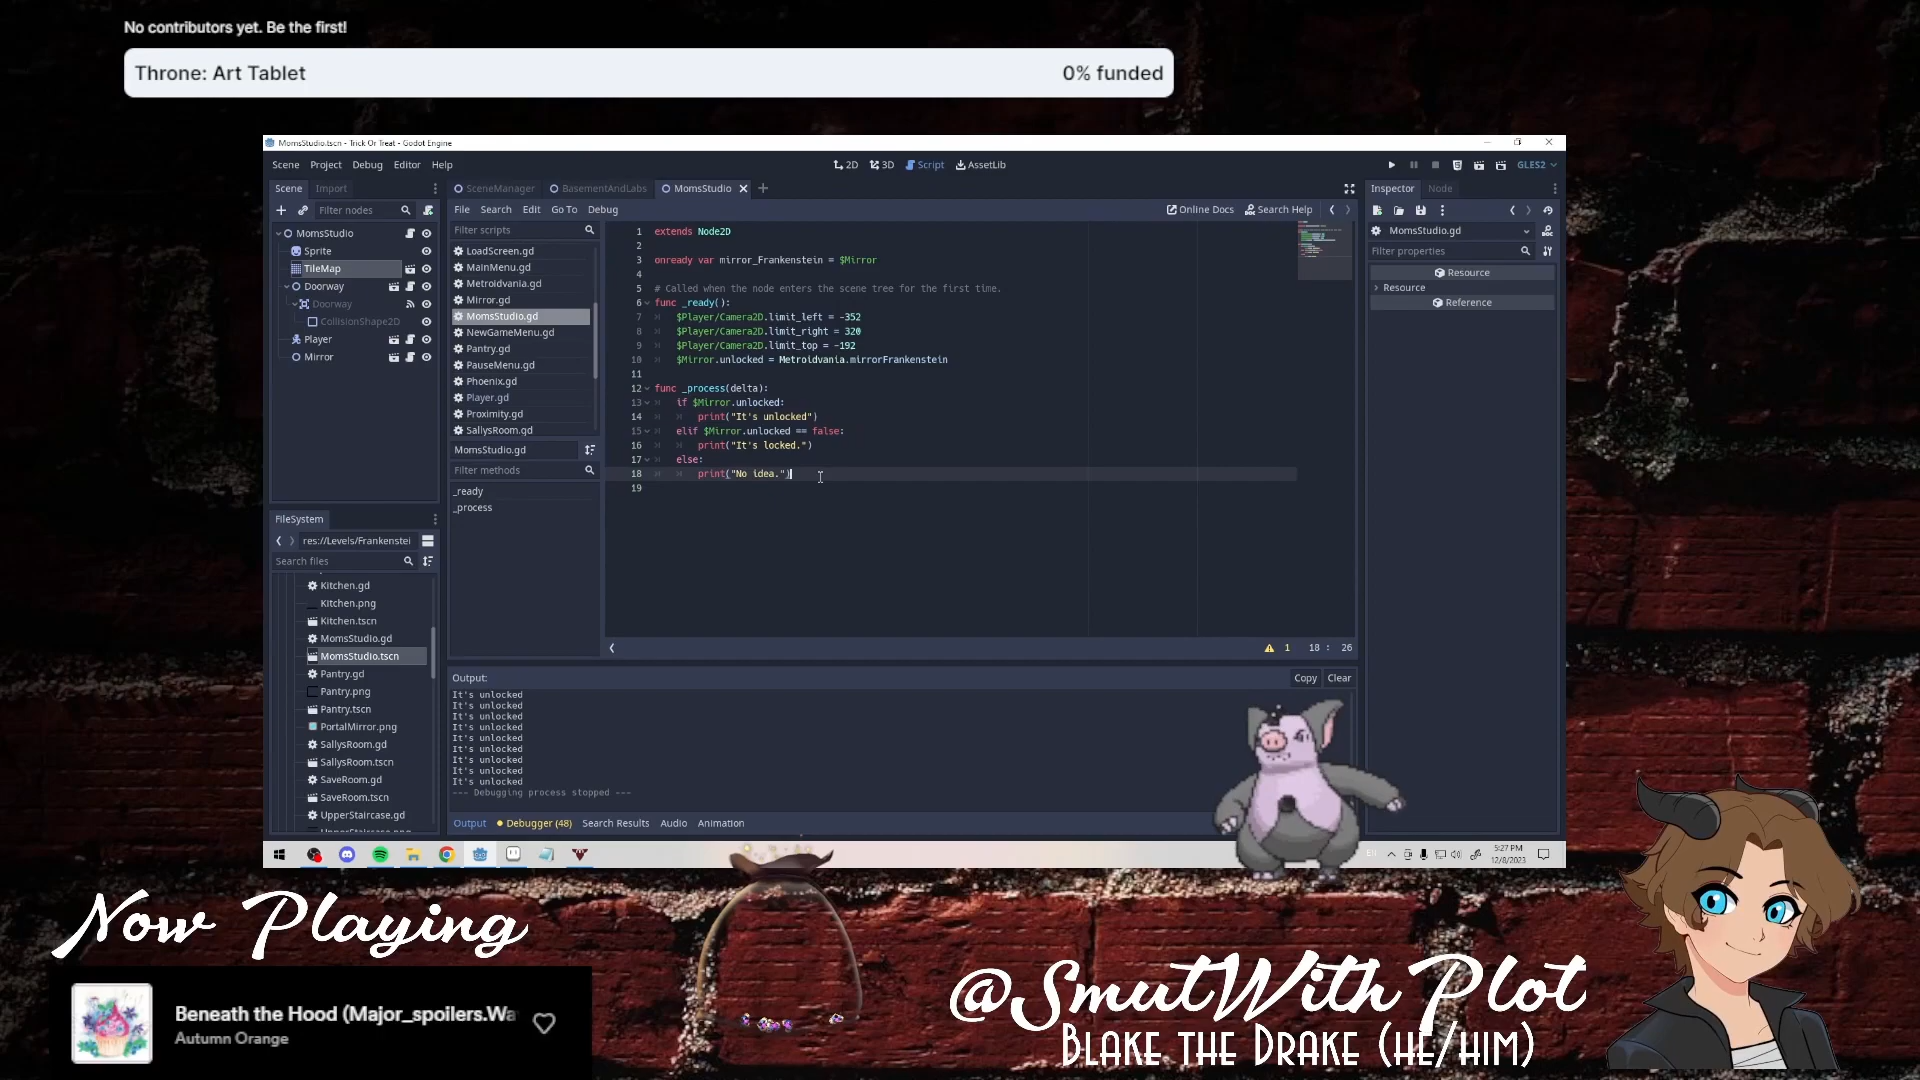 No contributors yet. Be the first!
Throne: Art Tablet
0% funded
MomsStudio.tscn - Trick Or Treat - Godot Engine
Scene Project Debug Editor Help
2D 3D Script AssetLib
GLES2
Scene Import
Filter nodes
MomsStudio
Sprite
TileMap
Doorway
Doorway
CollisionShape2D
Player
Mirror
FileSystem
res://Levels/Frankenstei
Search files
Kitchen.gd
Kitchen.png
Kitchen.tscn
MomsStudio.gd
MomsStudio.tscn
Pantry.gd
Pantry.png
Pantry.tscn
PortalMirror.png
SallysRoom.gd
SallysRoom.tscn
SaveRoom.gd
SaveRoom.tscn
UpperStaircase.gd
SceneManager BasementAndLabs MomsStudio
File Search Edit Go To Debug
Online Docs Search Help
Filter scripts
LoadScreen.gd
MainMenu.gd
Metroidvania.gd
Mirror.gd
MomsStudio.gd
NewGameMenu.gd
Pantry.gd
PauseMenu.gd
Phoenix.gd
Player.gd
Proximity.gd
SallysRoom.gd
MomsStudio.gd
Filter methods
_ready
_process
1 extends Node2D
2
3 onready var mirror_Frankenstein = $Mirror
4
5 # Called when the node enters the scene tree for the first time.
6 func _ready():
7 $Player/Camera2D.limit_left = -352
8 $Player/Camera2D.limit_right = 320
9 $Player/Camera2D.limit_top = -192
10 $Mirror.unlocked = Metroidvania.mirrorFrankenstein
11
12 func _process(delta):
13 if $Mirror.unlocked:
14 print("It's unlocked")
15 elif $Mirror.unlocked == false:
16 print("It's locked.")
17 else:
18 print("No idea.")
19
1 18 : 26
Output:
Copy Clear
It's unlocked
It's unlocked
It's unlocked
It's unlocked
It's unlocked
It's unlocked
It's unlocked
It's unlocked
It's unlocked
--- Debugging process stopped ---
Output Debugger (48) Search Results Audio Animation
Inspector Node
MomsStudio.gd
Filter properties
Resource
Resource
Reference
5:27 PM
12/8/2023
Now Playing
Beneath the Hood (Major_spoilers.Wa
Autumn Orange
@SmutWithPlot
Blake the Drake (he/him)